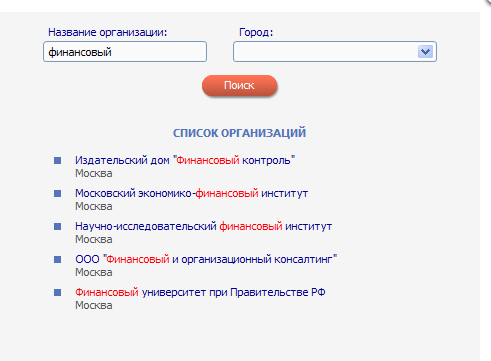 Название организации: Город:
финансовый
Поиск
СПИСОК ОРГАНИЗАЦИЙ
Издательский дом "Финансовый контроль"
Москва
Московский экономико-финансовый институт
Москва
Научно-исследовательский финансовый институт
Москва
ООО "Финансовый и организационный консалтинг"
Москва
Финансовый университет при Правительстве РФ
Москва